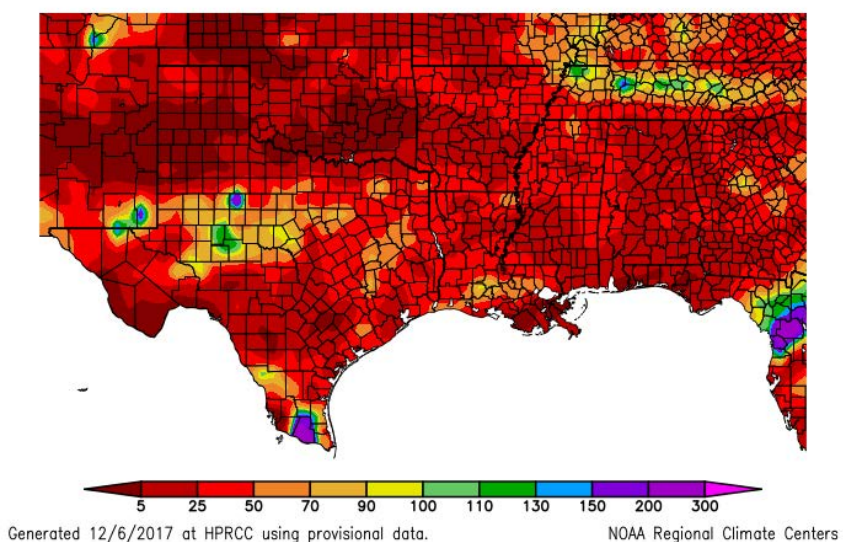 5 25 50 70 90 100 110 130 150 200 300
Generated 12/6/2017 at HPRCC using provisional data. NOAA Regional Climate Centers